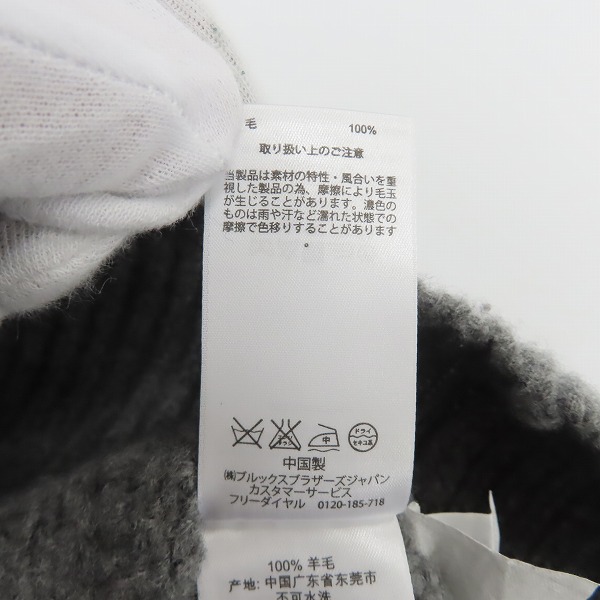 毛 100%
取り扱い上のご注意
当製品は素材の特性・風合いを重
視した製品の為、摩擦により毛玉
が生じることがあります。濃色の
ものは雨や汗など濡れた状態での
摩擦で色移りすることがあります
。
エンソ
サラシ
中
ドライ
セキユ系
中国製
㈱ブルックスブラザーズジャパン
カスタマーサービス
フリーダイヤル 0120-185-718
100% 羊毛
产地: 中国广东省东莞市
不可水洗